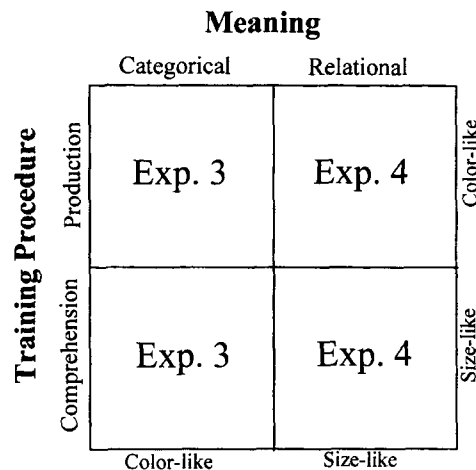 Meaning
Categorical Relational
Training Procedure
Production
Exp. 3 Exp. 4
Color-like
Comprehension
Exp. 3 Exp. 4
Size-like
Color-like Size-like